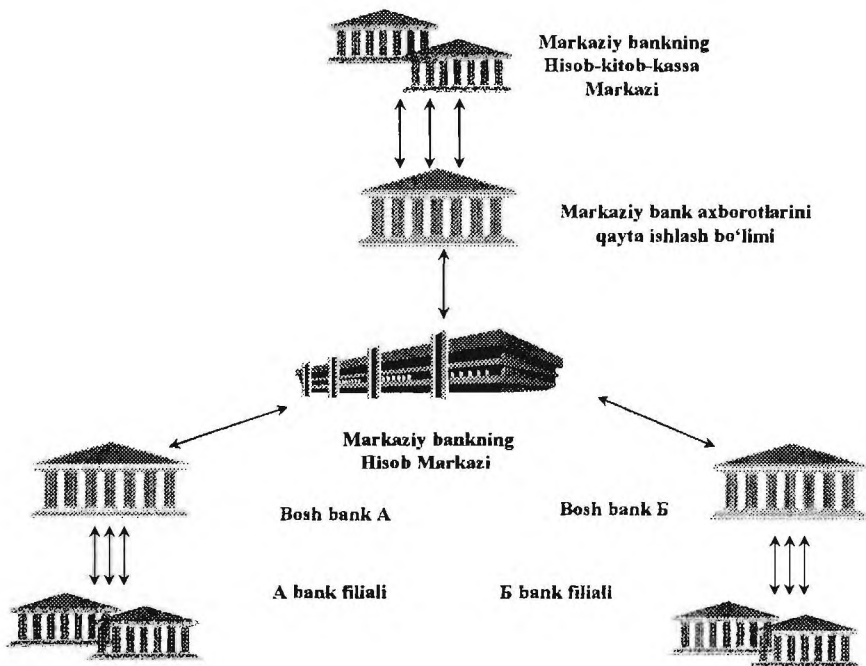 Markaziy bankning
Hisob-kitob-kassa
Markazi
Markaziy bank axborotlarini
qayta ishlash bo‘limi
Markaziy bankning
Hisob Markazi
Bosh bank A
Bosh bank Б
A bank filiali
Б bank filiali